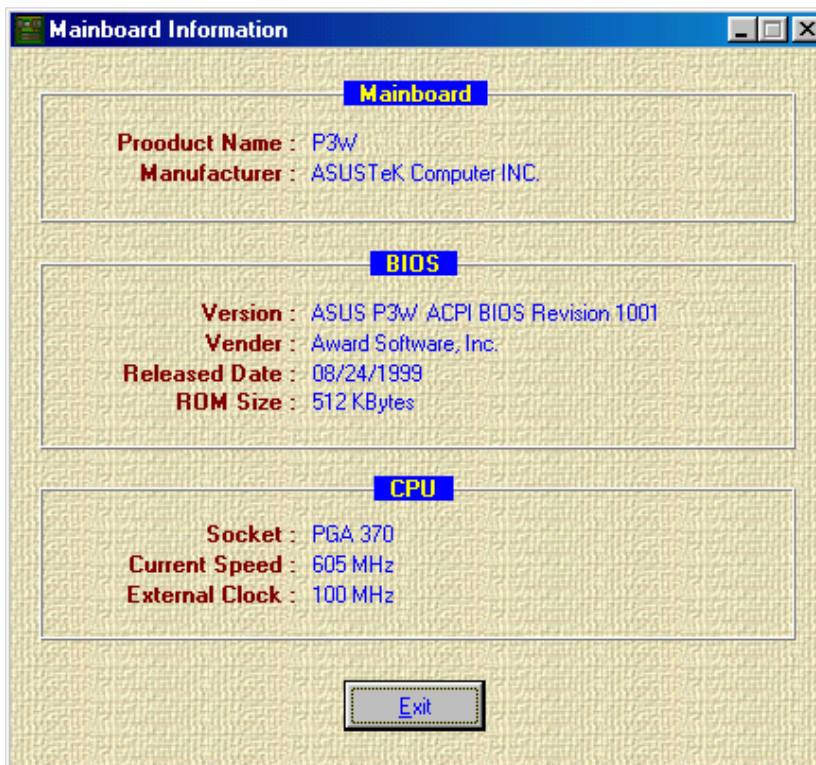 Mainboard Information
Mainboard
Prooduct Name : P3W
Manufacturer : ASUSTeK Computer INC.
BIOS
Version : ASUS P3W ACPI BIOS Revision 1001
Vender : Award Software, Inc.
Released Date : 08/24/1999
ROM Size : 512 KBytes
CPU
Socket : PGA 370
Current Speed : 605 MHz
External Clock : 100 MHz
Exit